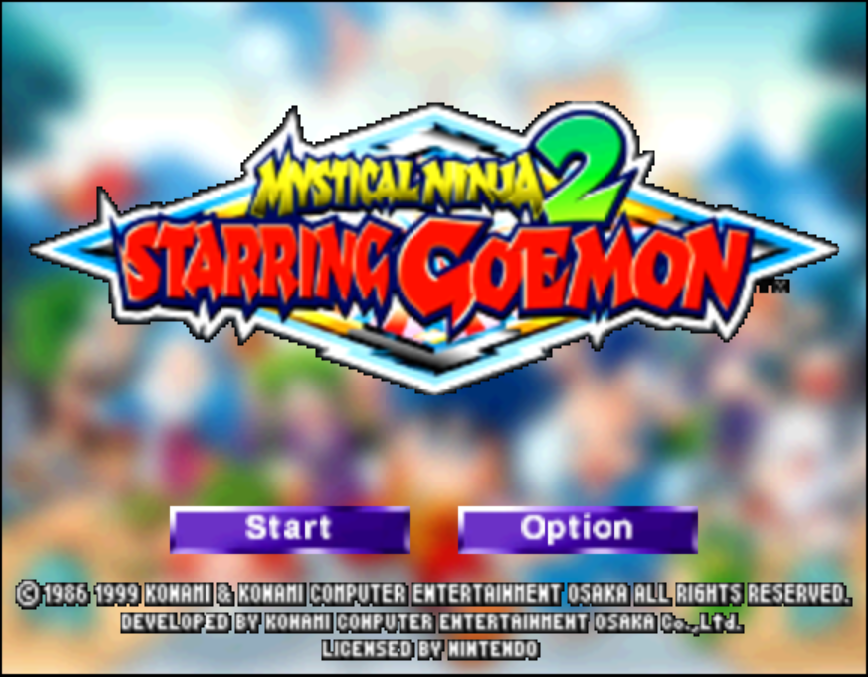 MYSTICAL NINJA 2
STARRING GOEMON
TM
Start
Option
© 1986 1999 KONAMI & KONAMI COMPUTER ENTERTAINMENT OSAKA ALL RIGHTS RESERVED.
DEVELOPED BY KONAMI COMPUTER ENTERTAINMENT OSAKA Co.,Ltd.
LICENSED BY NINTENDO